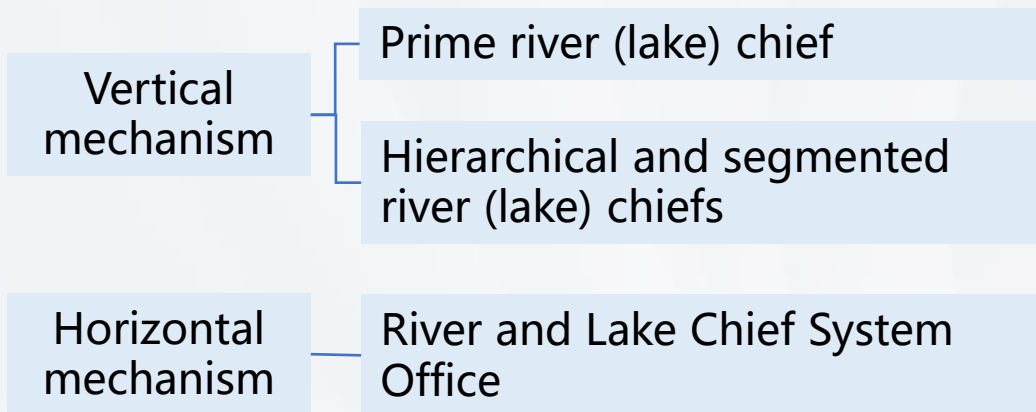 Vertical
mechanism
Prime river (lake) chief
Hierarchical and segmented
river (lake) chiefs
Horizontal
mechanism
River and Lake Chief System
Office